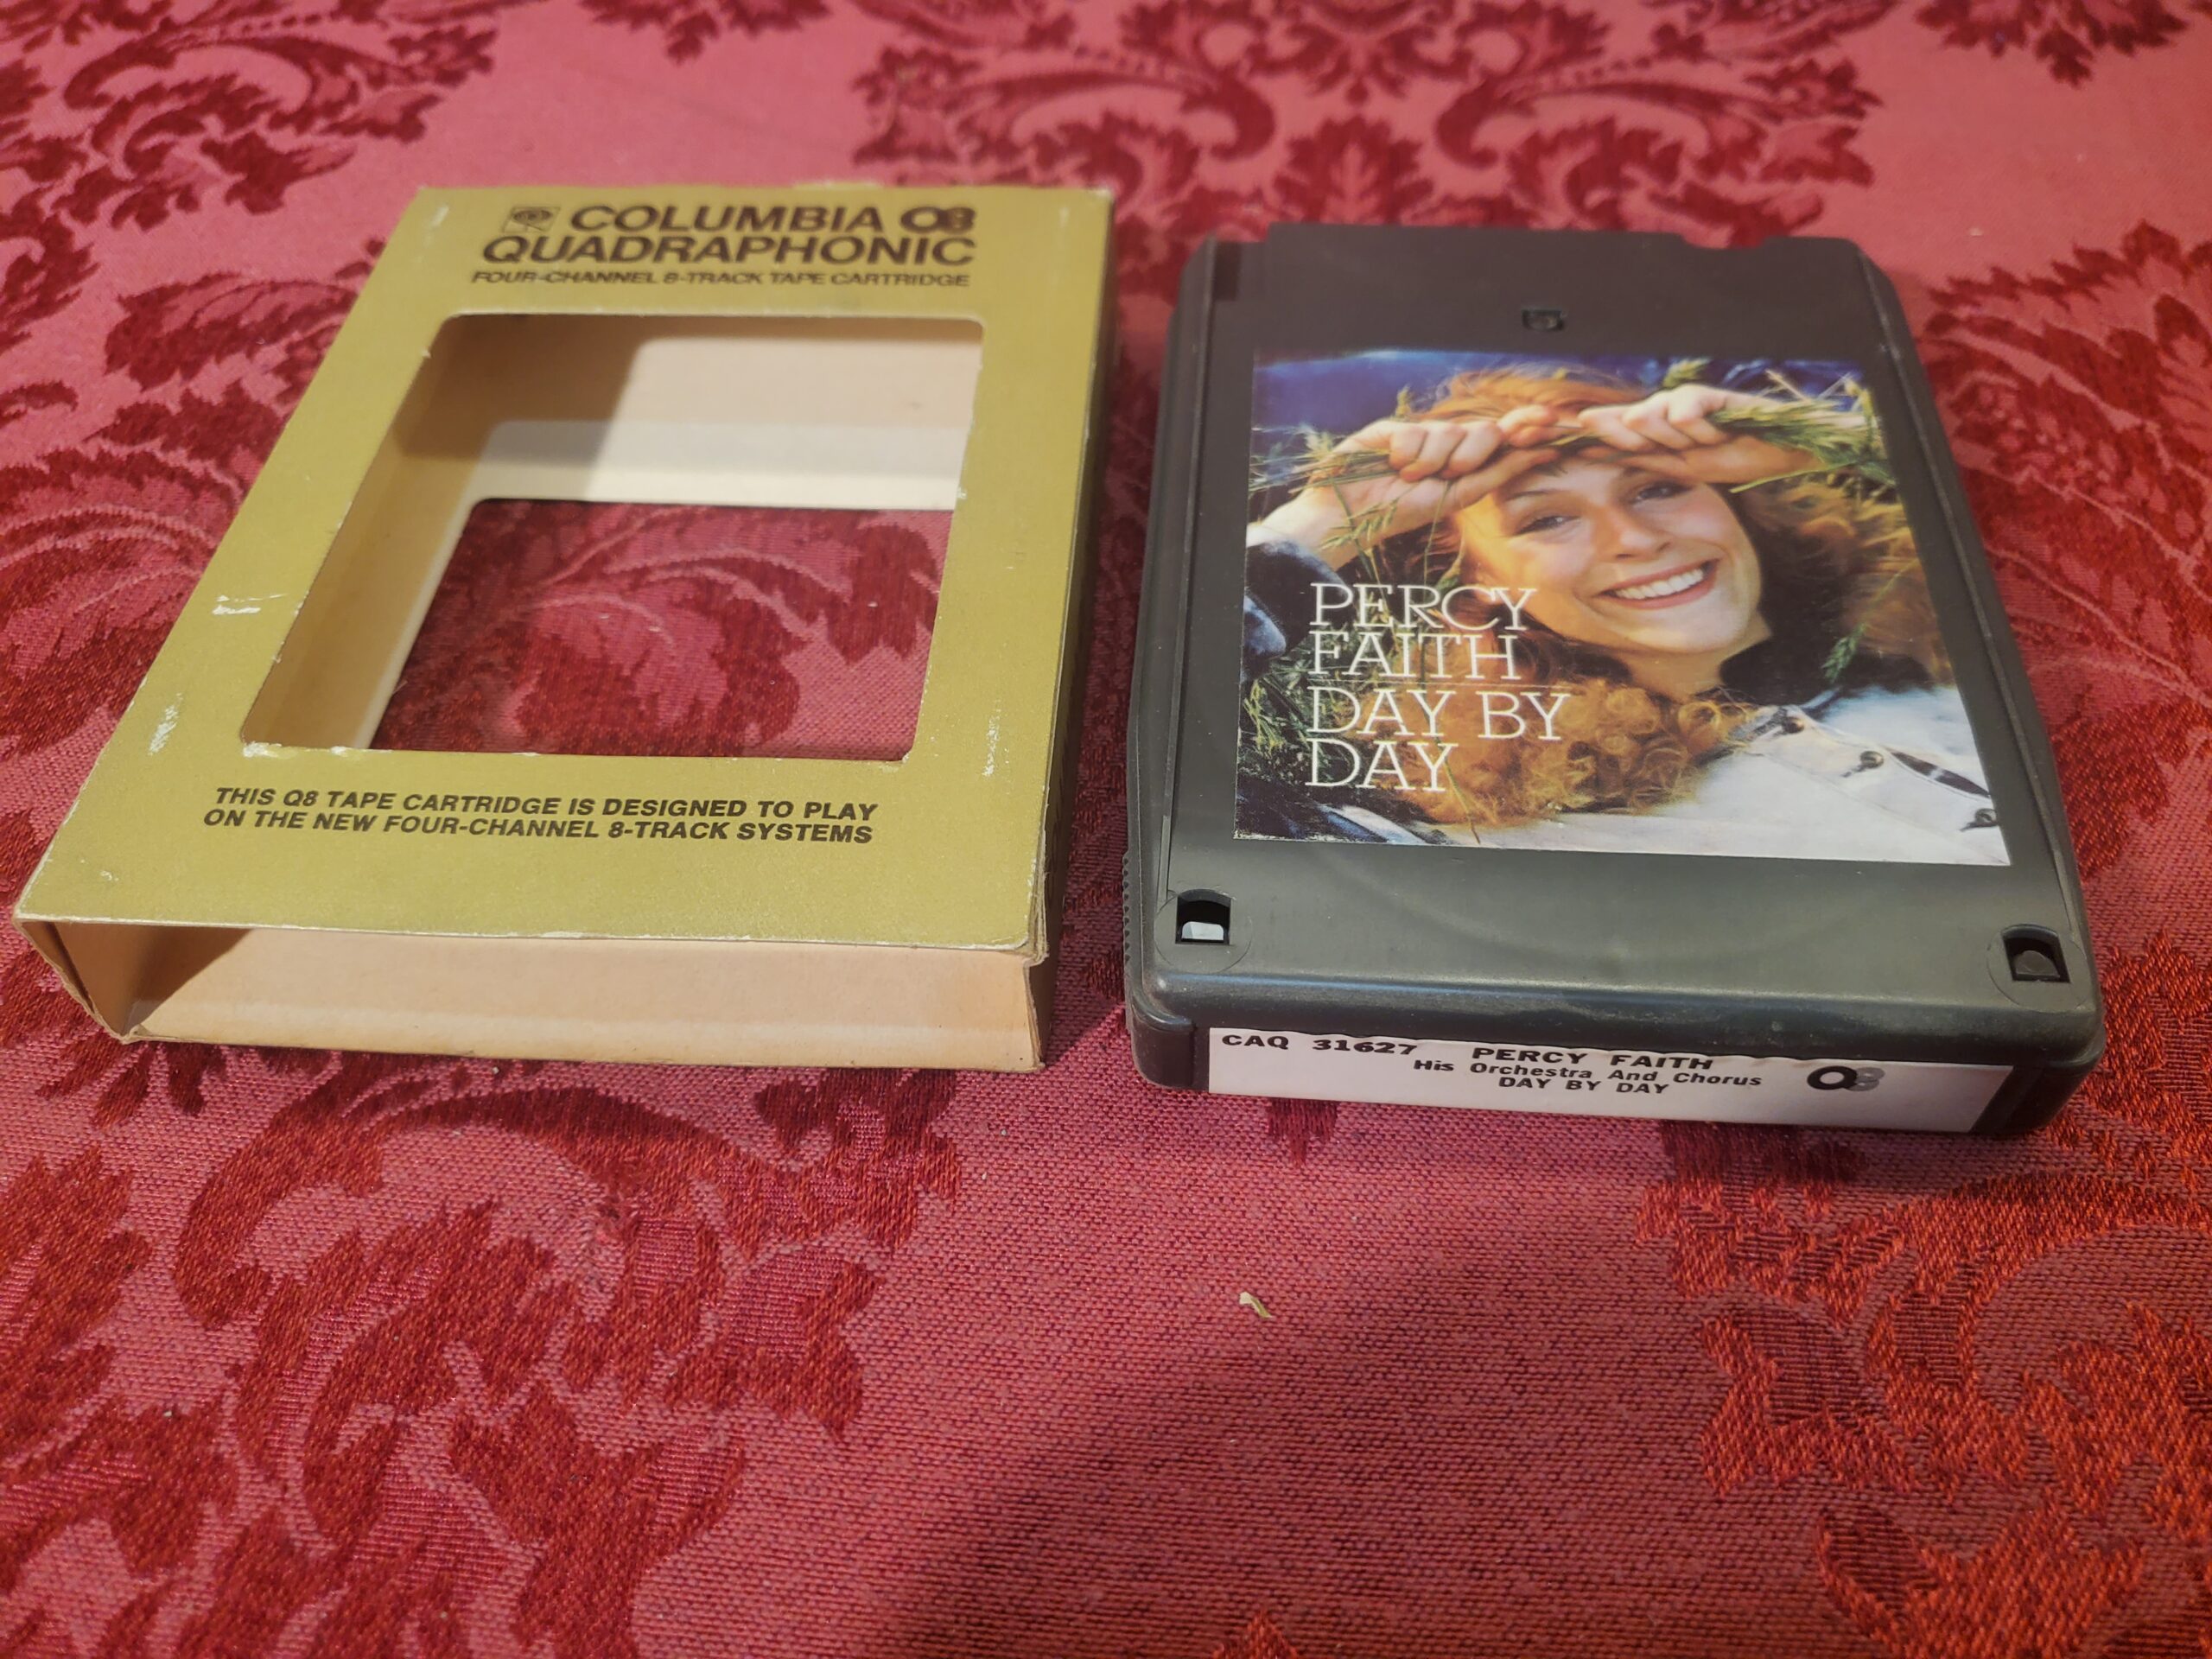 COLUMBIA Q8
QUADRAPHONIC
FOUR-CHANNEL 8-TRACK TAPE CARTRIDGE
THIS Q8 TAPE CARTRIDGE IS DESIGNED TO PLAY
ON THE NEW FOUR-CHANNEL 8-TRACK SYSTEMS
PERCY
FAITH
DAY BY
DAY
CAQ 31627 PERCY FAITH
His Orchestra And Chorus Q8
DAY BY DAY